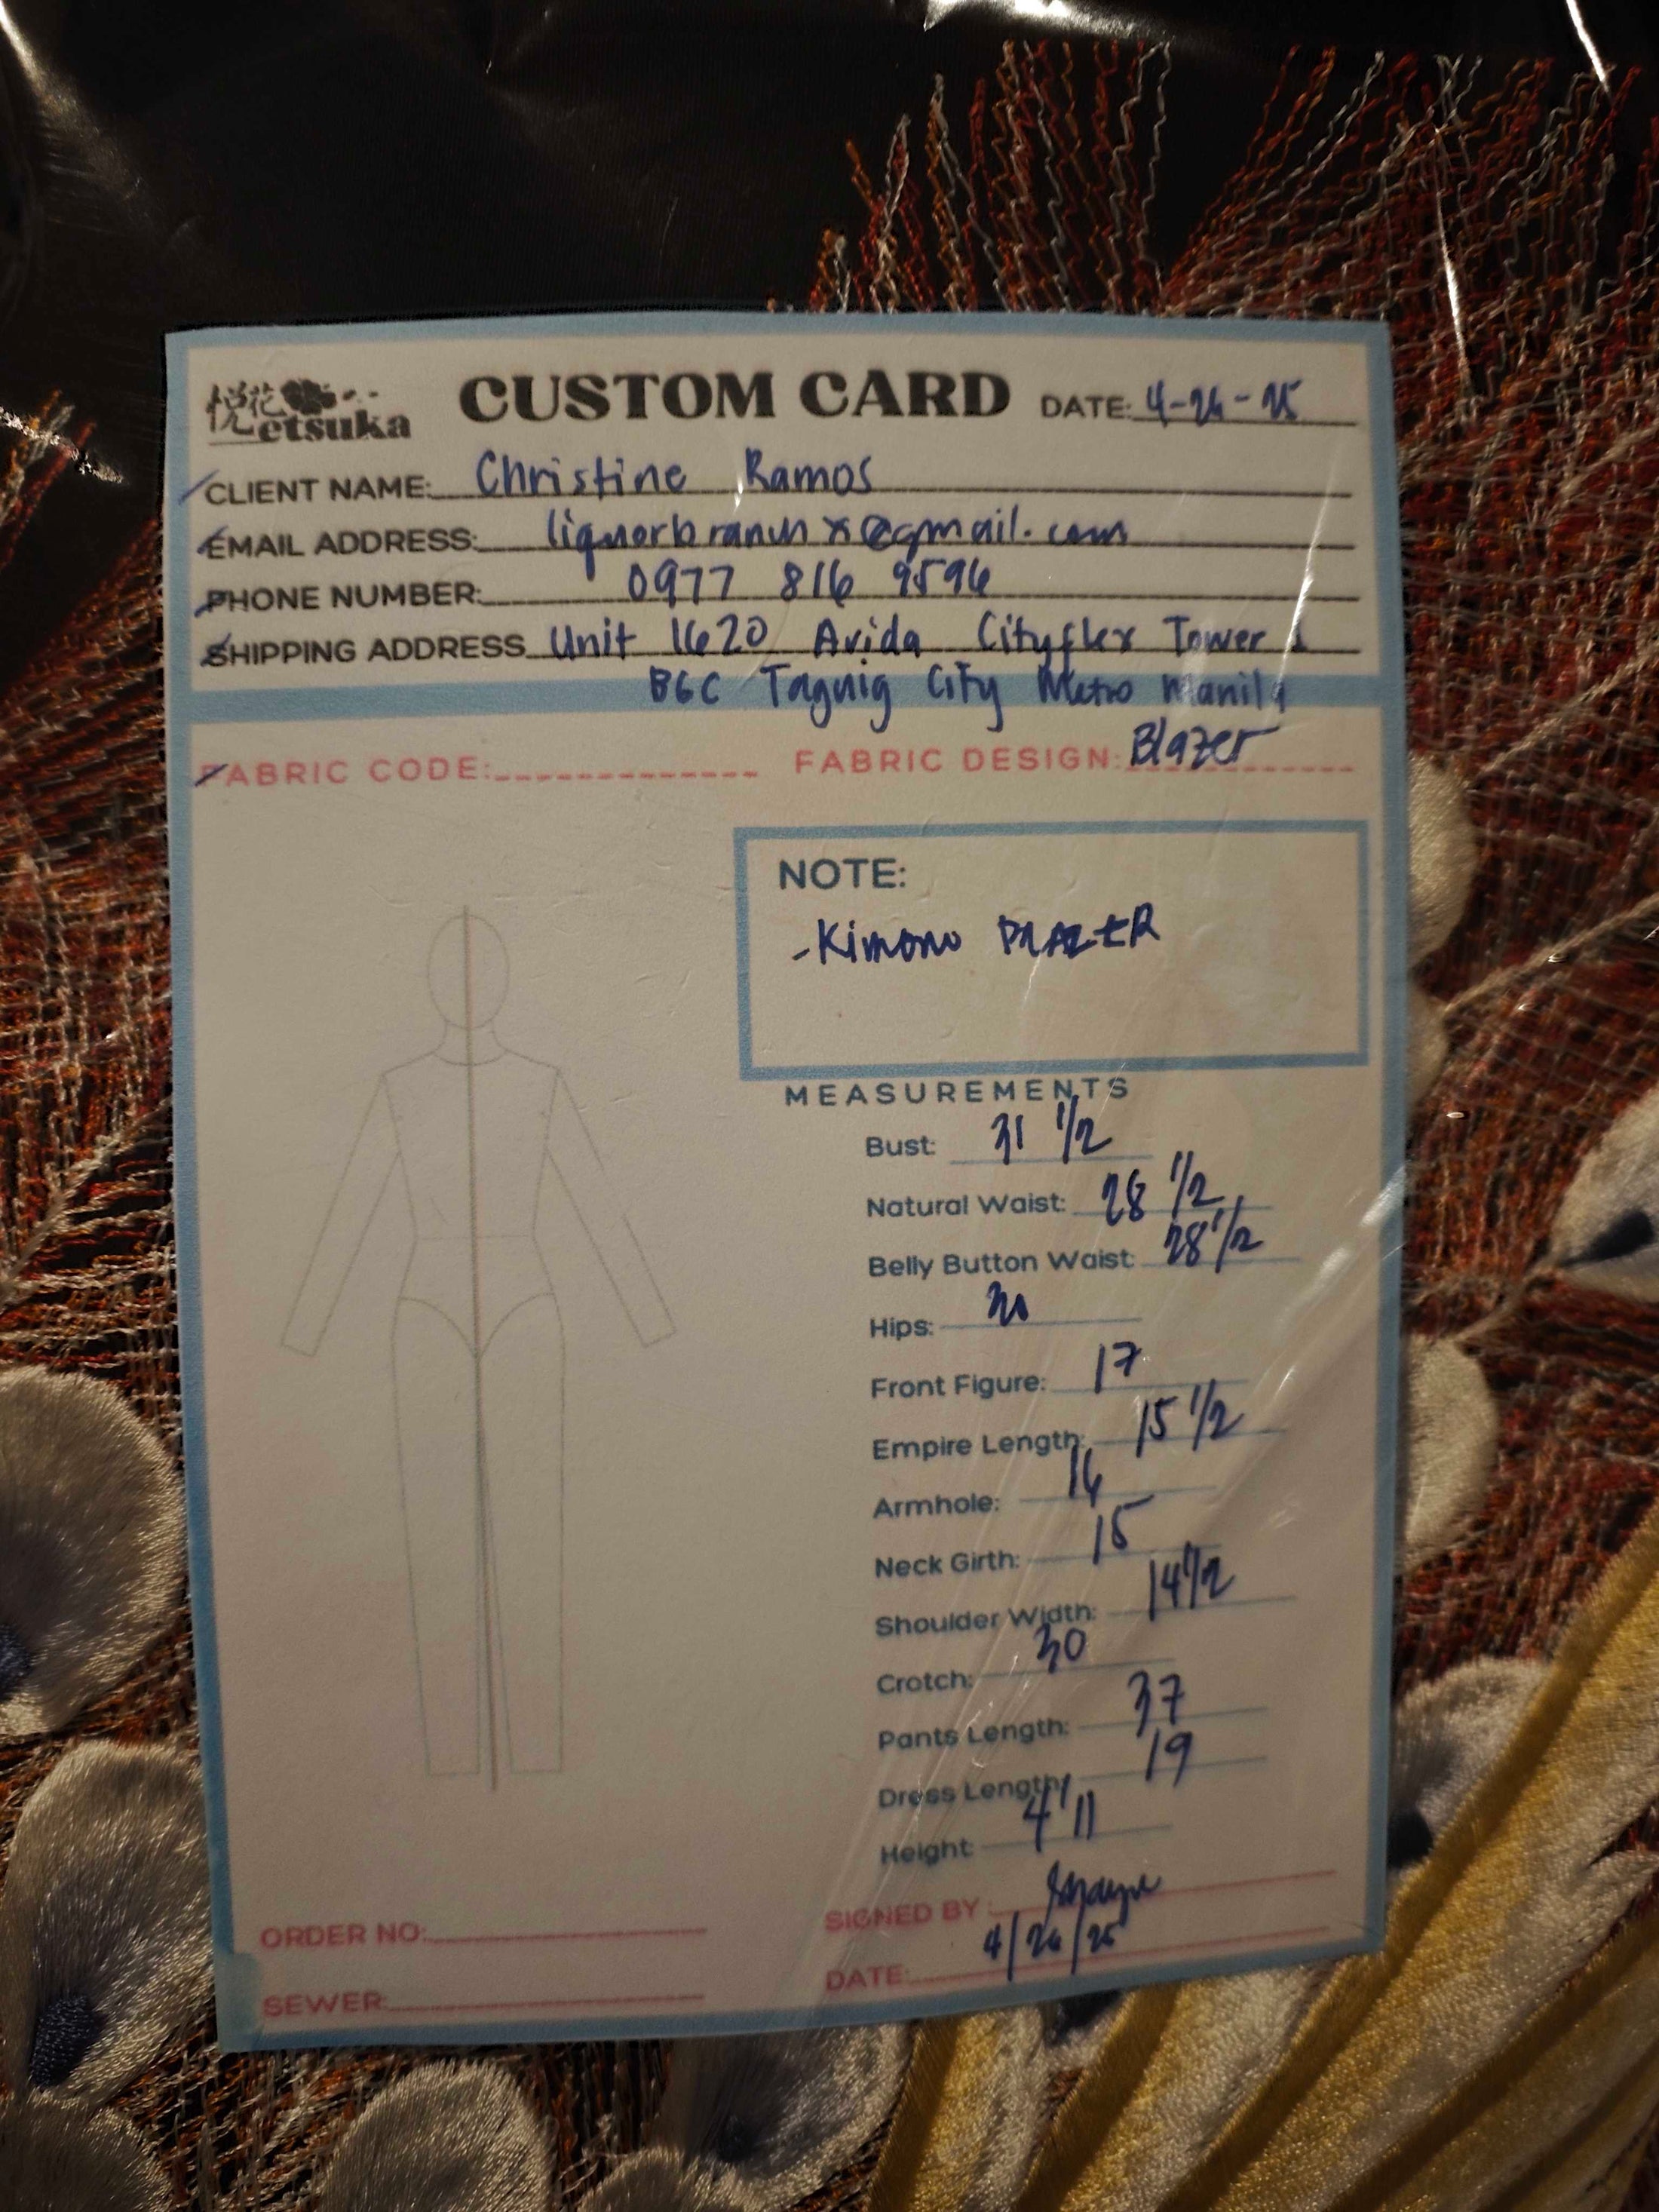 悦花 etsuka CUSTOM CARD DATE: 4-26-25
CLIENT NAME: Christine Ramos
EMAIL ADDRESS: @gmail.com
PHONE NUMBER: 0977 816 9596
SHIPPING ADDRESS Unit 1620 Avida Cityflex Tower 1
BGC Taguig City Metro Manila
FABRIC CODE: FABRIC DESIGN: Blazer
NOTE:
- Kimono BLAZER
MEASUREMENTS
Bust: 31 1/2
Natural Waist: 28 1/2
Belly Button Waist: 28 1/2
Hips:
Front Figure: 17
Empire Length: 15 1/2
Armhole: 16
Neck Girth: 15
Shoulder Width: 14 1/2
Crotch: 30
Pants Length: 37
Dress Length: 19
Height: 4'11
ORDER NO: SIGNED BY:
SEWER: DATE: 4/26/25